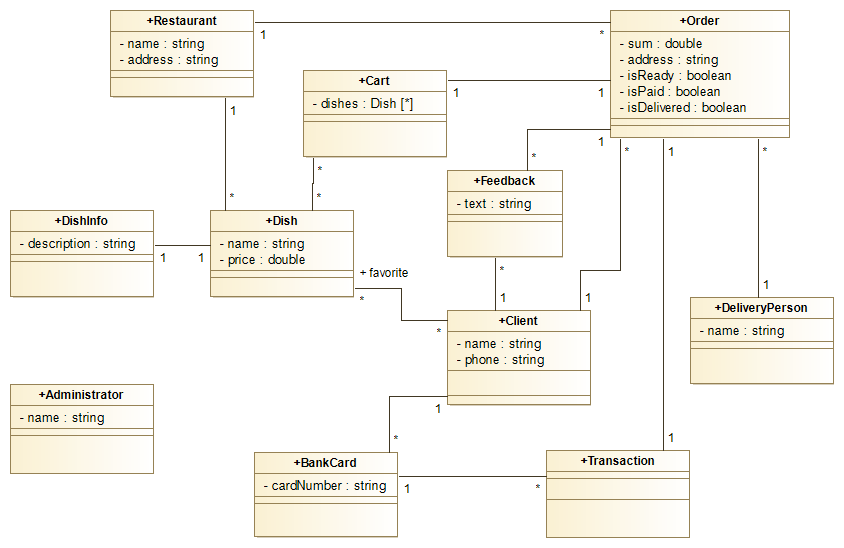 +Restaurant
- name : string
- address : string
1
*
1
*
+Order
- sum : double
- address : string
- isReady : boolean
- isPaid : boolean
- isDelivered : boolean
+Cart
- dishes : Dish [*]
1
1
*
*
1
*
+Feedback
- text : string
*
1
*
1
1
1
*
1
+DishInfo
- description : string
1
1
+Dish
- name : string
- price : double
+ favorite
*
*
+Client
- name : string
- phone : string
1
*
+DeliveryPerson
- name : string
+Administrator
- name : string
+BankCard
- cardNumber : string
1
*
+Transaction